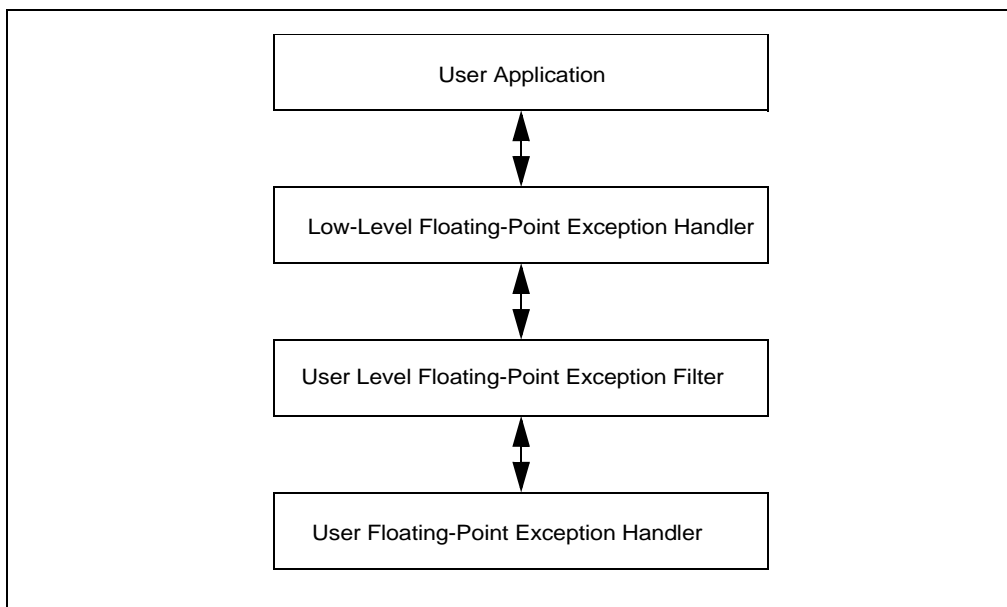 User Application
Low-Level Floating-Point Exception Handler
User Level Floating-Point Exception Filter
User Floating-Point Exception Handler